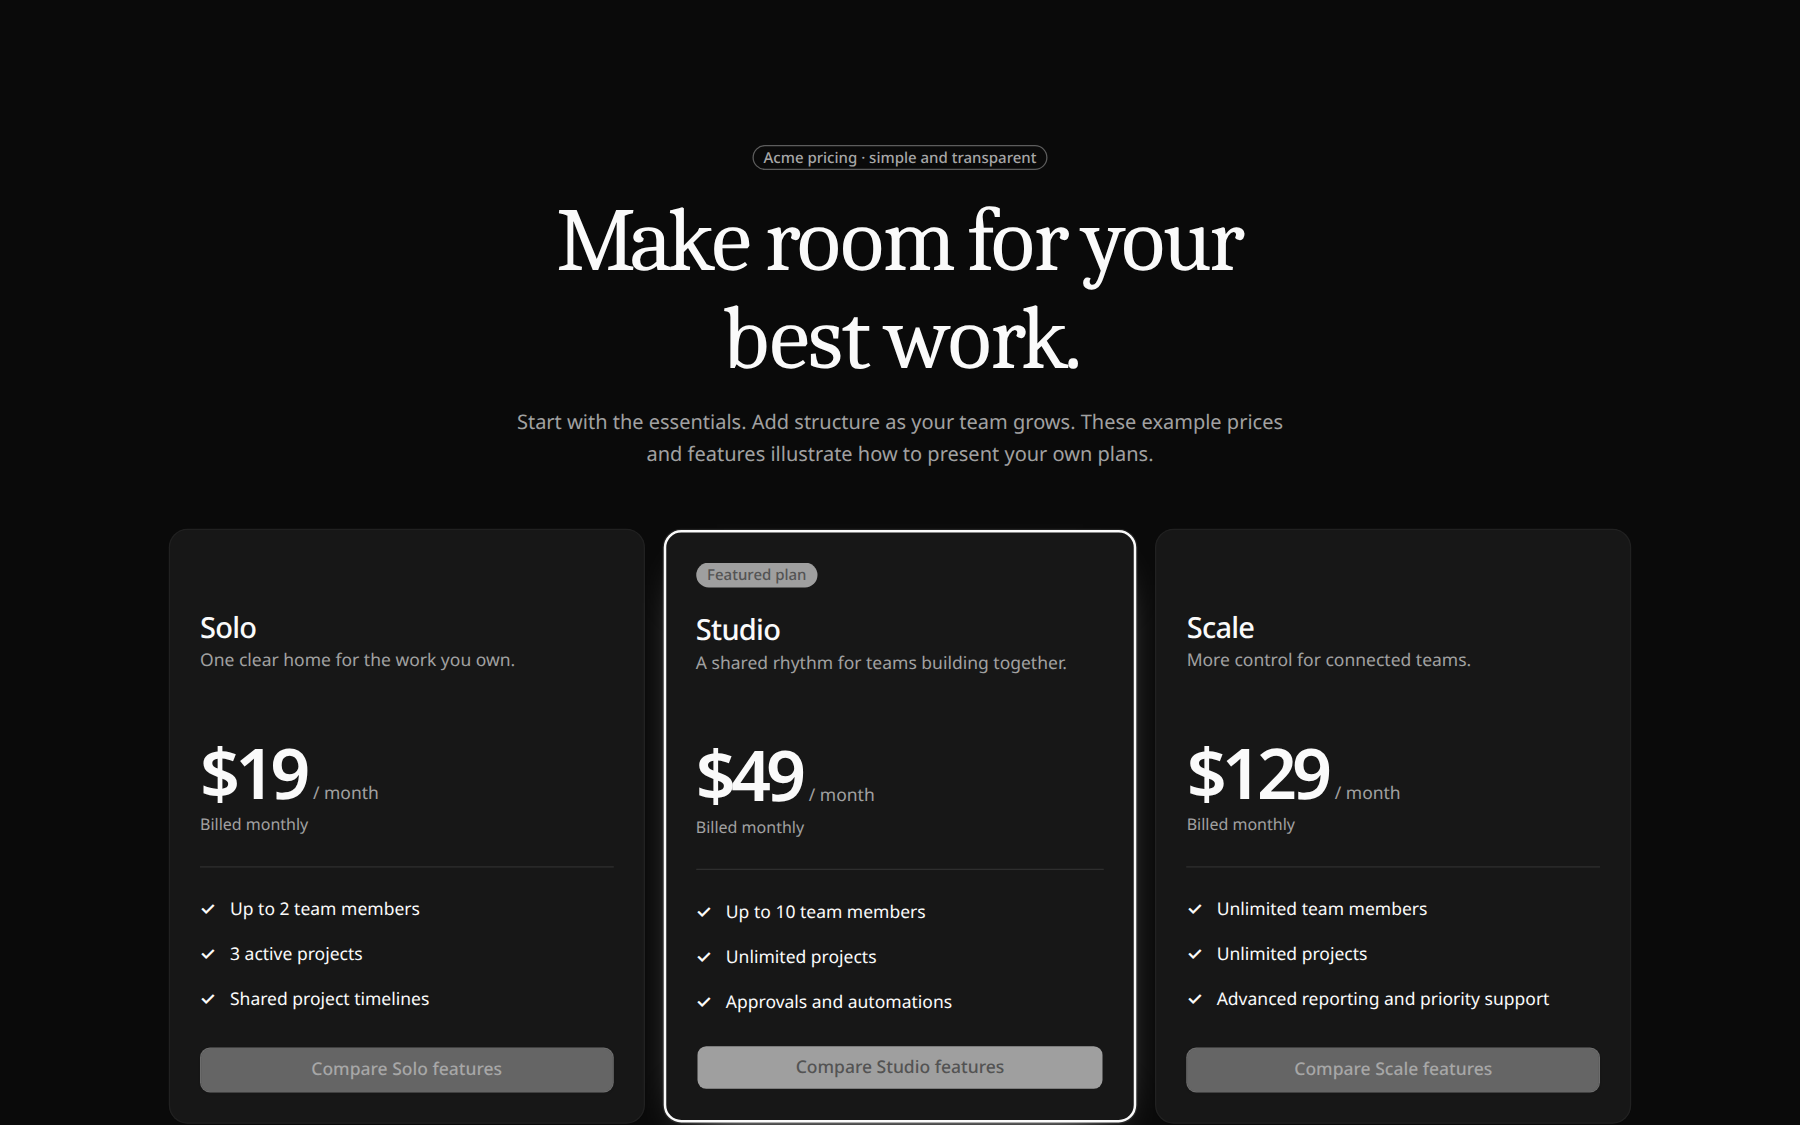 Acme pricing · simple and transparent
Make room for your
best work.
Start with the essentials. Add structure as your team grows. These example prices
and features illustrate how to present your own plans.
Solo
One clear home for the work you own.
$19 / month
Billed monthly
Up to 2 team members
3 active projects
Shared project timelines
Compare Solo features
Featured plan
Studio
A shared rhythm for teams building together.
$49 / month
Billed monthly
Up to 10 team members
Unlimited projects
Approvals and automations
Compare Studio features
Scale
More control for connected teams.
$129 / month
Billed monthly
Unlimited team members
Unlimited projects
Advanced reporting and priority support
Compare Scale features